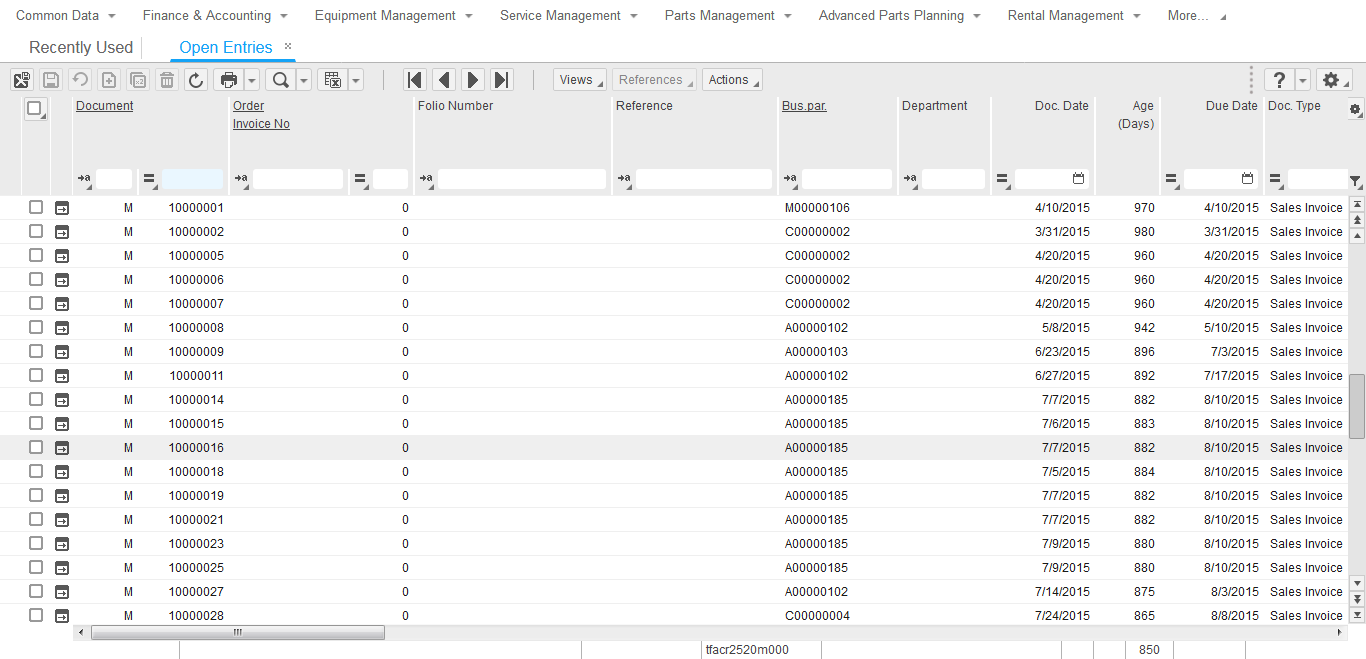 Common Data Finance & Accounting Equipment Management Service Management Parts Management Advanced Parts Planning Rental Management More...
Recently Used Open Entries ×
Views References Actions ?
Document Order Folio Number Reference Bus.par. Department Doc. Date Age Due Date Doc. Type
Invoice No (Days)
M 10000001 0 M00000106 4/10/2015 970 4/10/2015 Sales Invoice
M 10000002 0 C00000002 3/31/2015 980 3/31/2015 Sales Invoice
M 10000005 0 C00000002 4/20/2015 960 4/20/2015 Sales Invoice
M 10000006 0 C00000002 4/20/2015 960 4/20/2015 Sales Invoice
M 10000007 0 C00000002 4/20/2015 960 4/20/2015 Sales Invoice
M 10000008 0 A00000102 5/8/2015 942 5/10/2015 Sales Invoice
M 10000009 0 A00000103 6/23/2015 896 7/3/2015 Sales Invoice
M 10000011 0 A00000102 6/27/2015 892 7/17/2015 Sales Invoice
M 10000014 0 A00000185 7/7/2015 882 8/10/2015 Sales Invoice
M 10000015 0 A00000185 7/6/2015 883 8/10/2015 Sales Invoice
M 10000016 0 A00000185 7/7/2015 882 8/10/2015 Sales Invoice
M 10000018 0 A00000185 7/5/2015 884 8/10/2015 Sales Invoice
M 10000019 0 A00000185 7/7/2015 882 8/10/2015 Sales Invoice
M 10000021 0 A00000185 7/7/2015 882 8/10/2015 Sales Invoice
M 10000023 0 A00000185 7/9/2015 880 8/10/2015 Sales Invoice
M 10000025 0 A00000185 7/9/2015 880 8/10/2015 Sales Invoice
M 10000027 0 A00000102 7/14/2015 875 8/3/2015 Sales Invoice
M 10000028 0 C00000004 7/24/2015 865 8/8/2015 Sales Invoice
tfacr2520m000 850